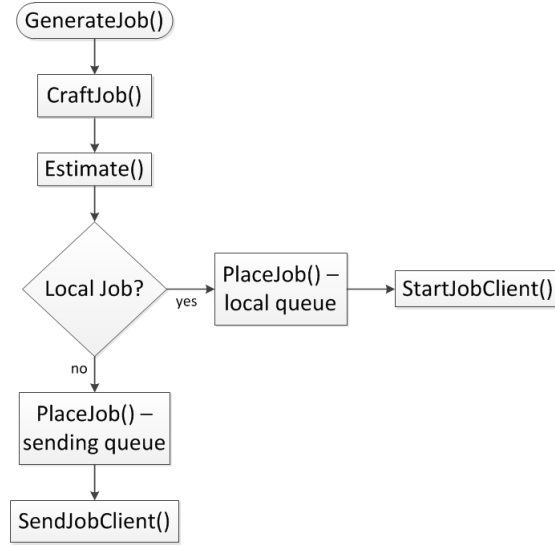 GenerateJob()
CraftJob()
Estimate()
Local Job?
yes
PlaceJob() –
local queue
StartJobClient()
no
PlaceJob() –
sending queue
SendJobClient()